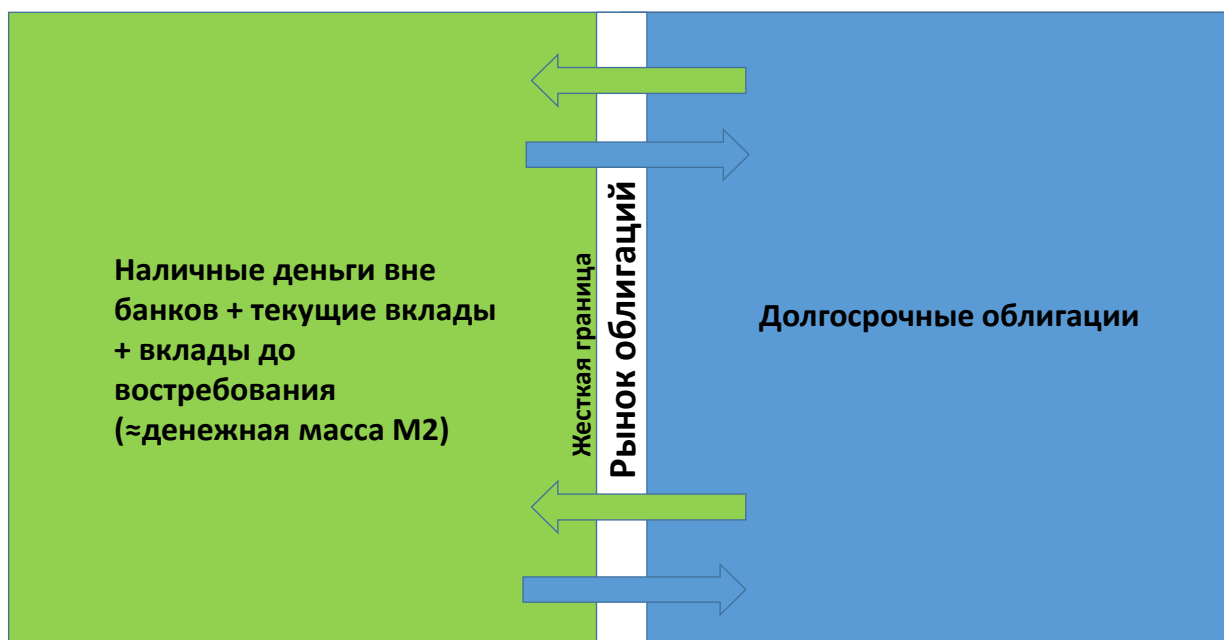 Наличные деньги вне
банков + текущие вклады
+ вклады до
востребования
(≈денежная масса М2)
Жесткая граница
Рынок облигаций
Долгосрочные облигации